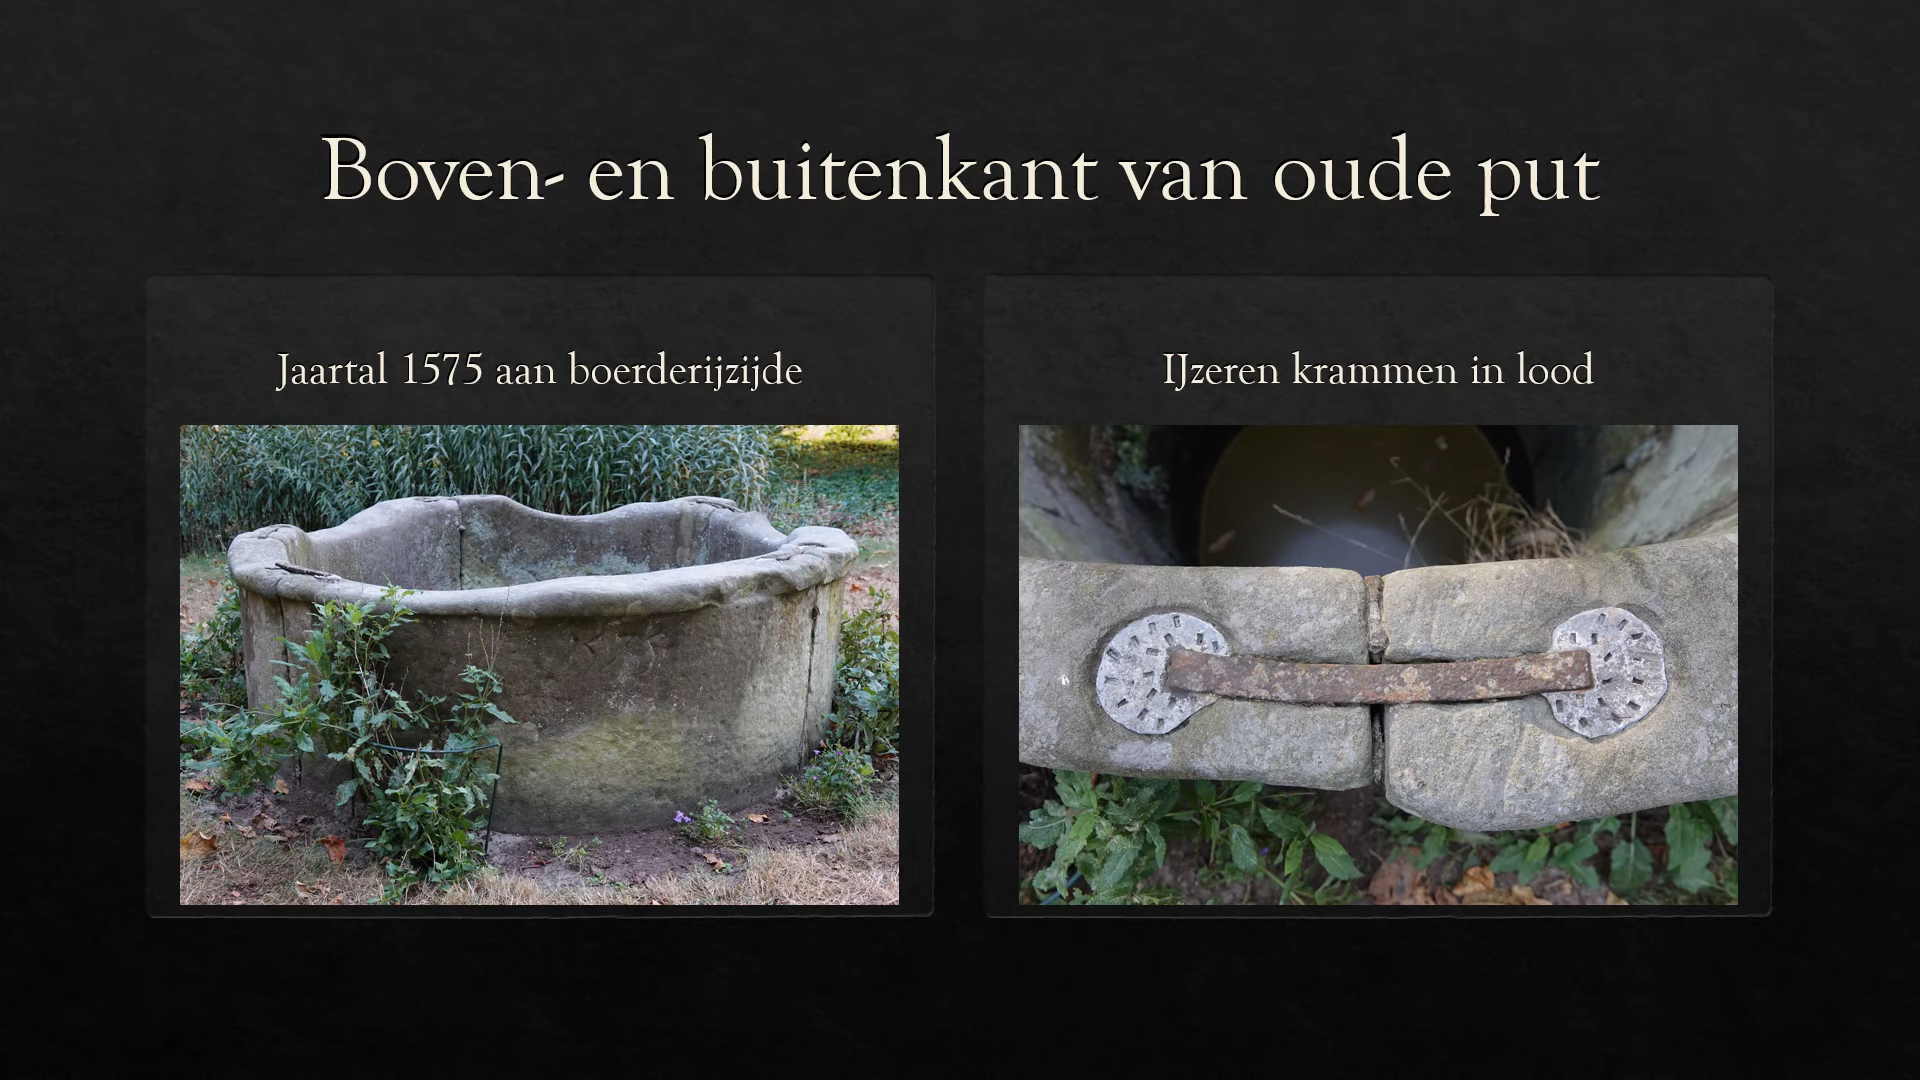 Boven- en buitenkant van oude put
Jaartal 1575 aan boerderijzijde
IJzeren krammen in lood